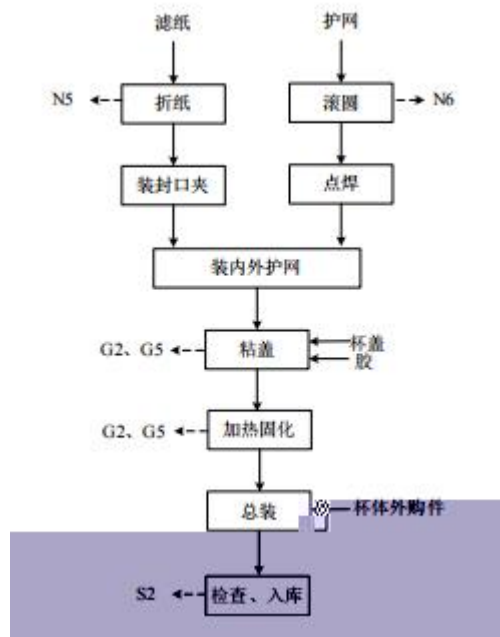 滤纸
护网
N5
折纸
滚圆
N6
装封口夹
点焊
装内外护网
G2、G5
粘盖
杯盖
胶
G2、G5
加热固化
总装
杯体外购件
S2
检查、入库